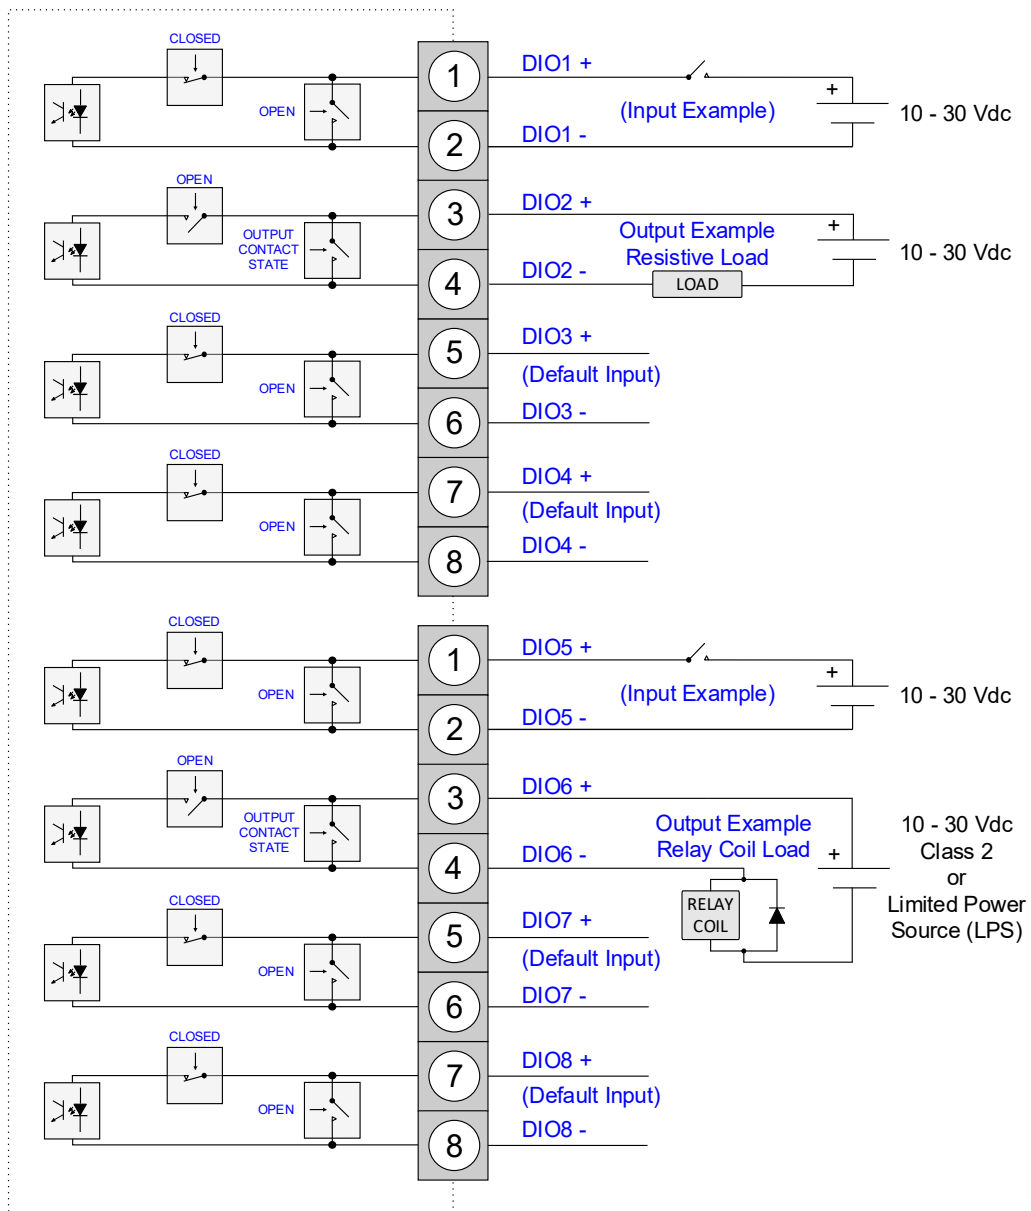 CLOSED
OPEN
1
DIO1 +
(Input Example)
+
10 - 30 Vdc
2
DIO1 -
OPEN
OUTPUT
CONTACT
STATE
3
DIO2 +
Output Example
Resistive Load
+
10 - 30 Vdc
4
DIO2 -
LOAD
CLOSED
OPEN
5
DIO3 +
(Default Input)
6
DIO3 -
CLOSED
OPEN
7
DIO4 +
(Default Input)
8
DIO4 -
CLOSED
OPEN
1
DIO5 +
(Input Example)
+
10 - 30 Vdc
2
DIO5 -
OPEN
OUTPUT
CONTACT
STATE
3
DIO6 +
Output Example
Relay Coil Load
+
10 - 30 Vdc
Class 2
or
Limited Power
Source (LPS)
4
DIO6 -
RELAY
COIL
CLOSED
OPEN
5
DIO7 +
(Default Input)
6
DIO7 -
CLOSED
OPEN
7
DIO8 +
(Default Input)
8
DIO8 -